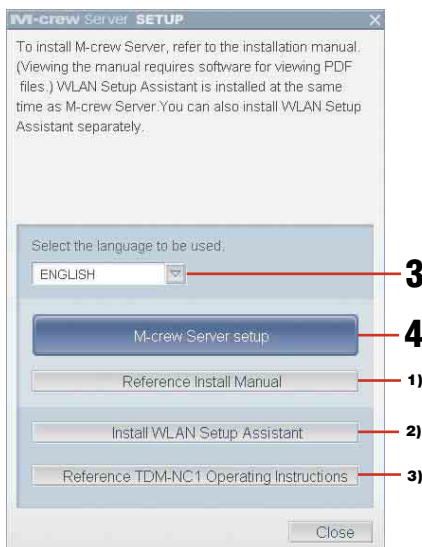 M-crew Server SETUP X
To install M-crew Server, refer to the installation manual.
(Viewing the manual requires software for viewing PDF
files.) WLAN Setup Assistant is installed at the same
time as M-crew Server.You can also install WLAN Setup
Assistant separately.
Select the language to be used.
ENGLISH
3
M-crew Server setup
4
Reference Install Manual
1)
Install WLAN Setup Assistant
2)
Reference TDM-NC1 Operating Instructions
3)
Close